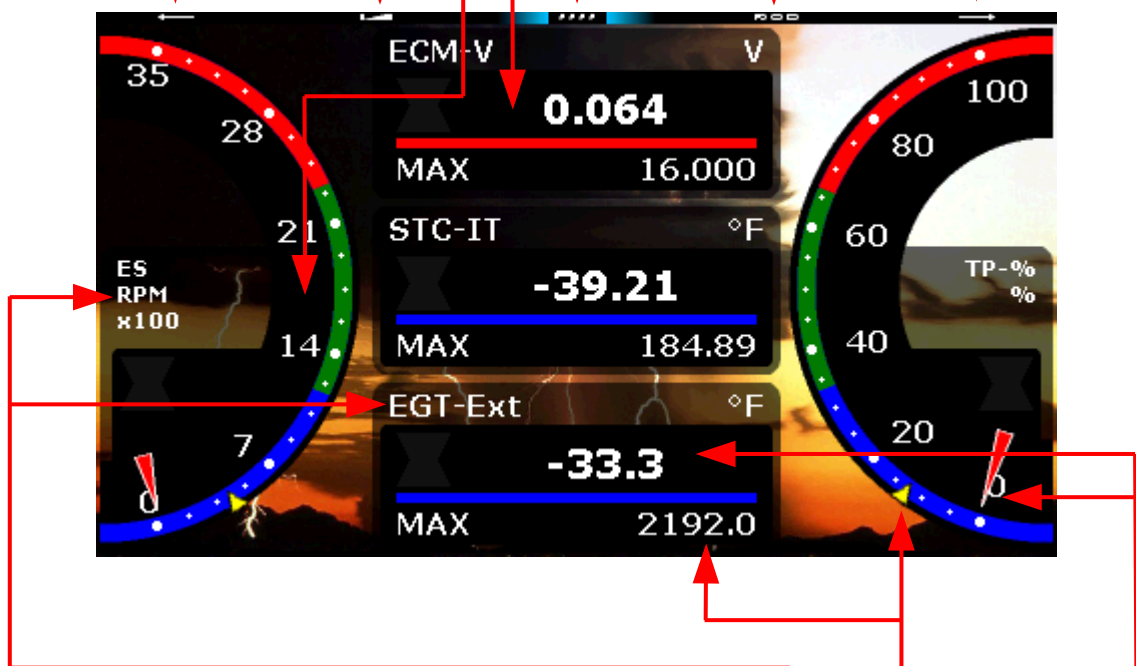 35
28
21
14
7
0
ES
RPM
x100
ECM-V V
0.064
MAX 16.000
STC-IT °F
-39.21
MAX 184.89
EGT-Ext °F
-33.3
MAX 2192.0
100
80
60
40
20
0
TP-%
%